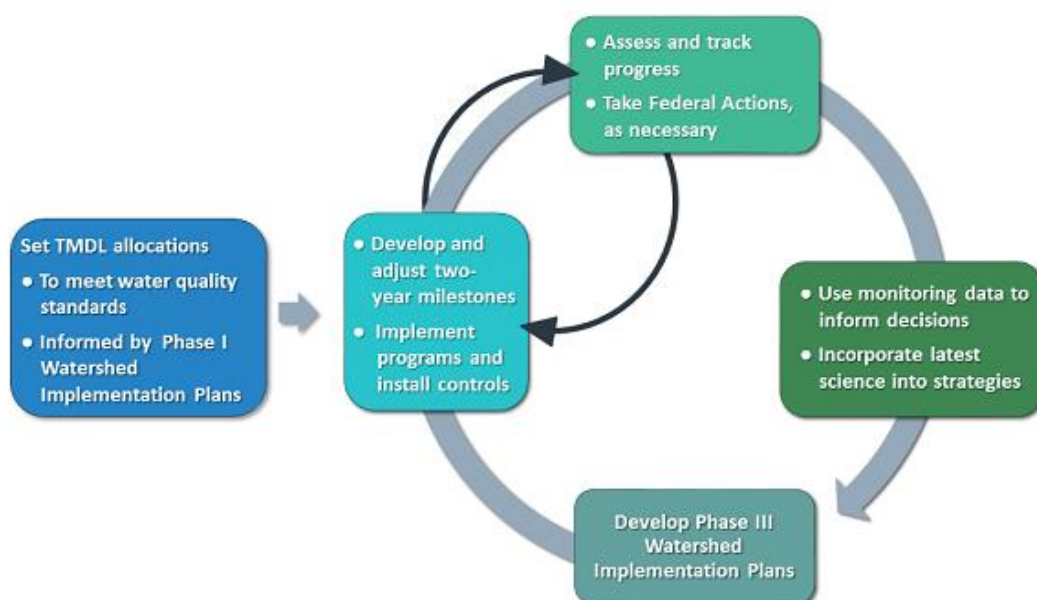 ● Assess and track
progress
● Take Federal Actions,
as necessary
Set TMDL allocations
● To meet water quality
standards
● Informed by Phase I
Watershed
Implementation Plans
● Develop and
adjust two-
year milestones
● Implement
programs and
install controls
● Use monitoring data to
inform decisions
● Incorporate latest
science into strategies
Develop Phase III
Watershed
Implementation Plans